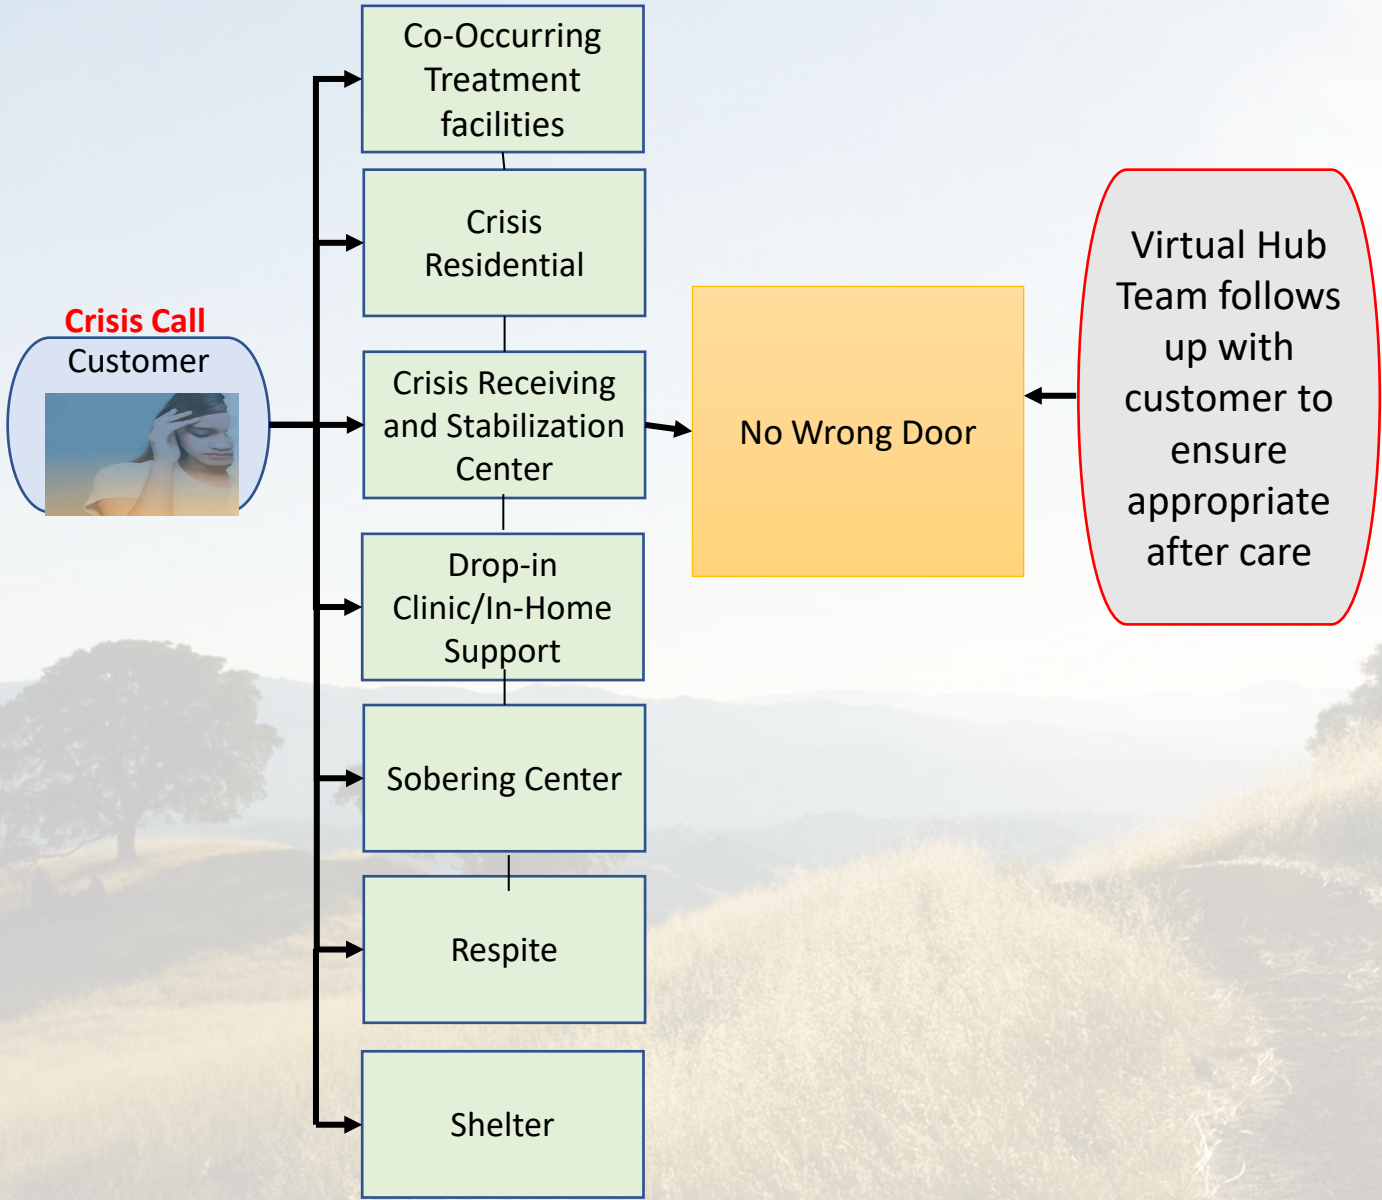 Co-Occurring
Treatment
facilities
Crisis
Residential
Crisis Call
Customer
Crisis Receiving
and Stabilization
Center
No Wrong Door
Virtual Hub
Team follows
up with
customer to
ensure
appropriate
after care
Drop-in
Clinic/In-Home
Support
Sobering Center
Respite
Shelter